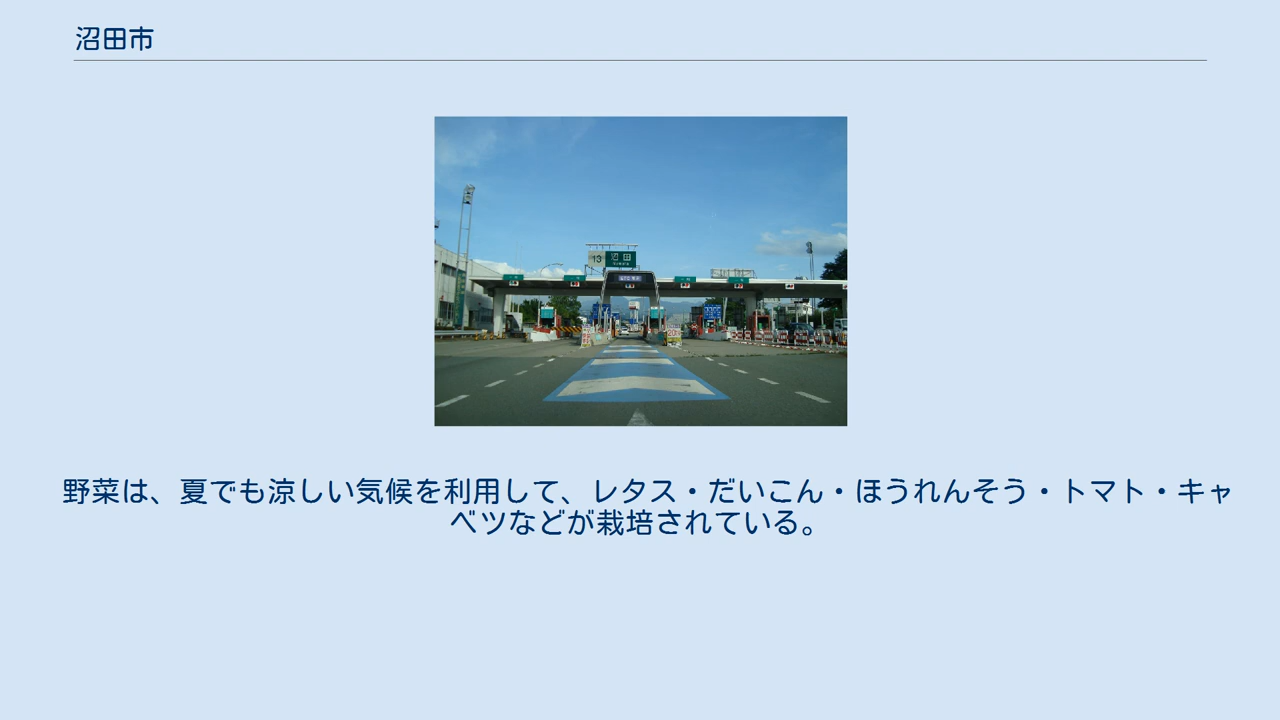 沼田市
13 沼田
野菜は、夏でも涼しい気候を利用して、レタス・だいこん・ほうれんそう・トマト・キャ
ベツなどが栽培されている。